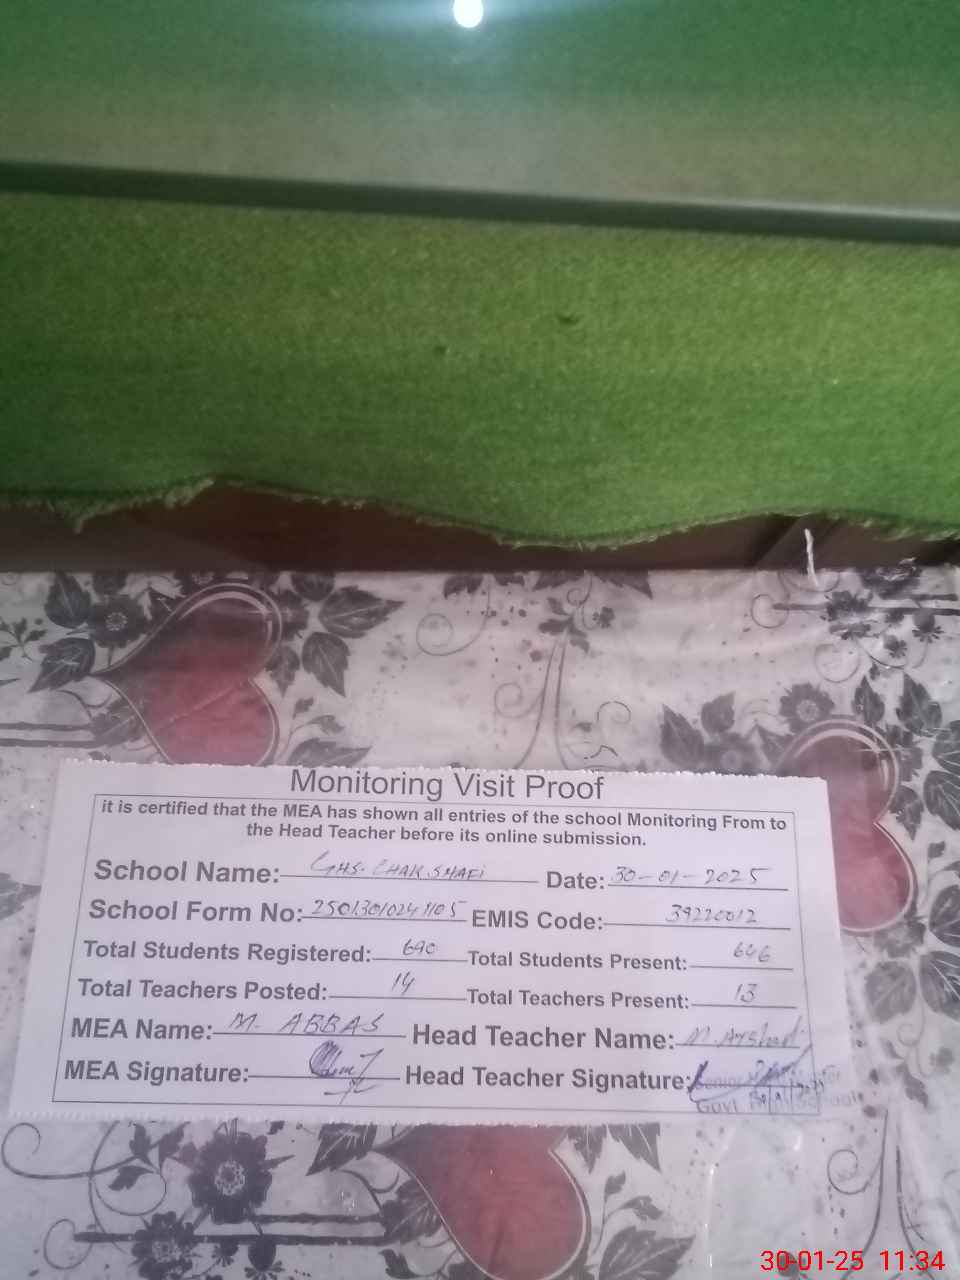 Monitoring Visit Proof
it is certified that the MEA has shown all entries of the school Monitoring From to
the Head Teacher before its online submission.
School Name: GHS. CHAK SHAFI Date: 30-01-2025
School Form No: EMIS Code: 39220012
Total Students Registered: 690 Total Students Present: 646
Total Teachers Posted: 14 Total Teachers Present: 13
MEA Name: M. ABBAS Head Teacher Name: M. Arshad
MEA Signature: Head Teacher Signature:
Senior
Govt. School
30-01-25 11:34